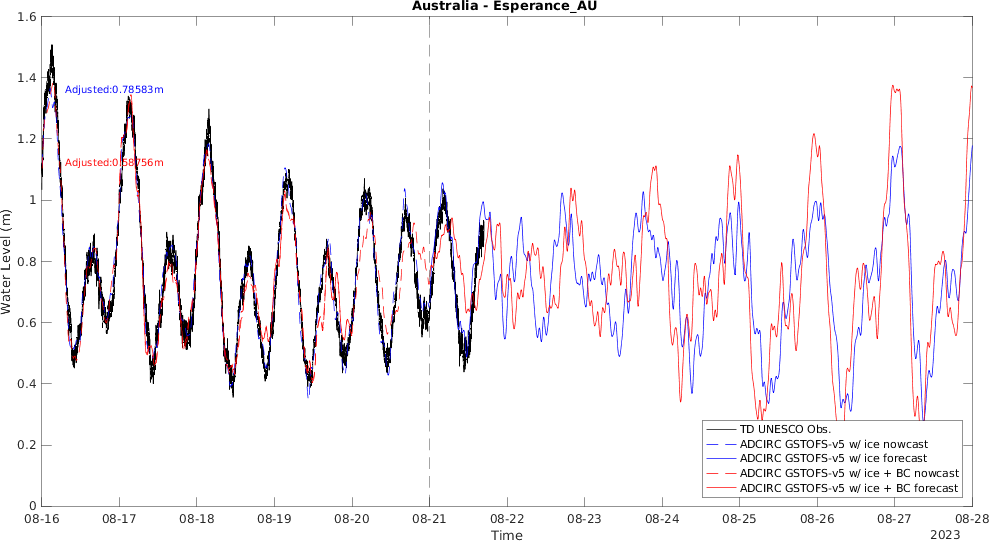 Australia - Esperance_AU
1.6
1.4
1.2
1
0.8
0.6
0.4
0.2
0
Water Level (m)
Adjusted:0.78583m
Adjusted:0.58756m
TD UNESCO Obs.
ADCIRC GSTOFS-v5 w/ ice nowcast
ADCIRC GSTOFS-v5 w/ ice forecast
ADCIRC GSTOFS-v5 w/ ice + BC nowcast
ADCIRC GSTOFS-v5 w/ ice + BC forecast
08-16 08-17 08-18 08-19 08-20 08-21 08-22 08-23 08-24 08-25 08-26 08-27 08-28
Time
2023